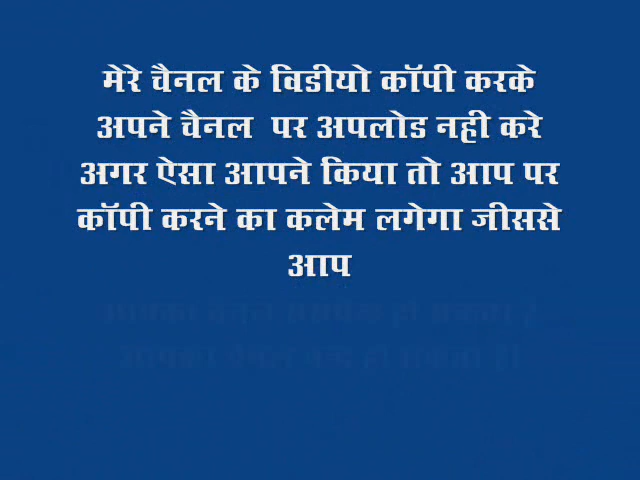 मेरे चैनल के विडीयो कॉपी करके
अपने चैनल पर अपलोड नही करे
अगर ऐसा आपने किया तो आप पर
कॉपी करने का कलेम लगेगा जीससे
आप